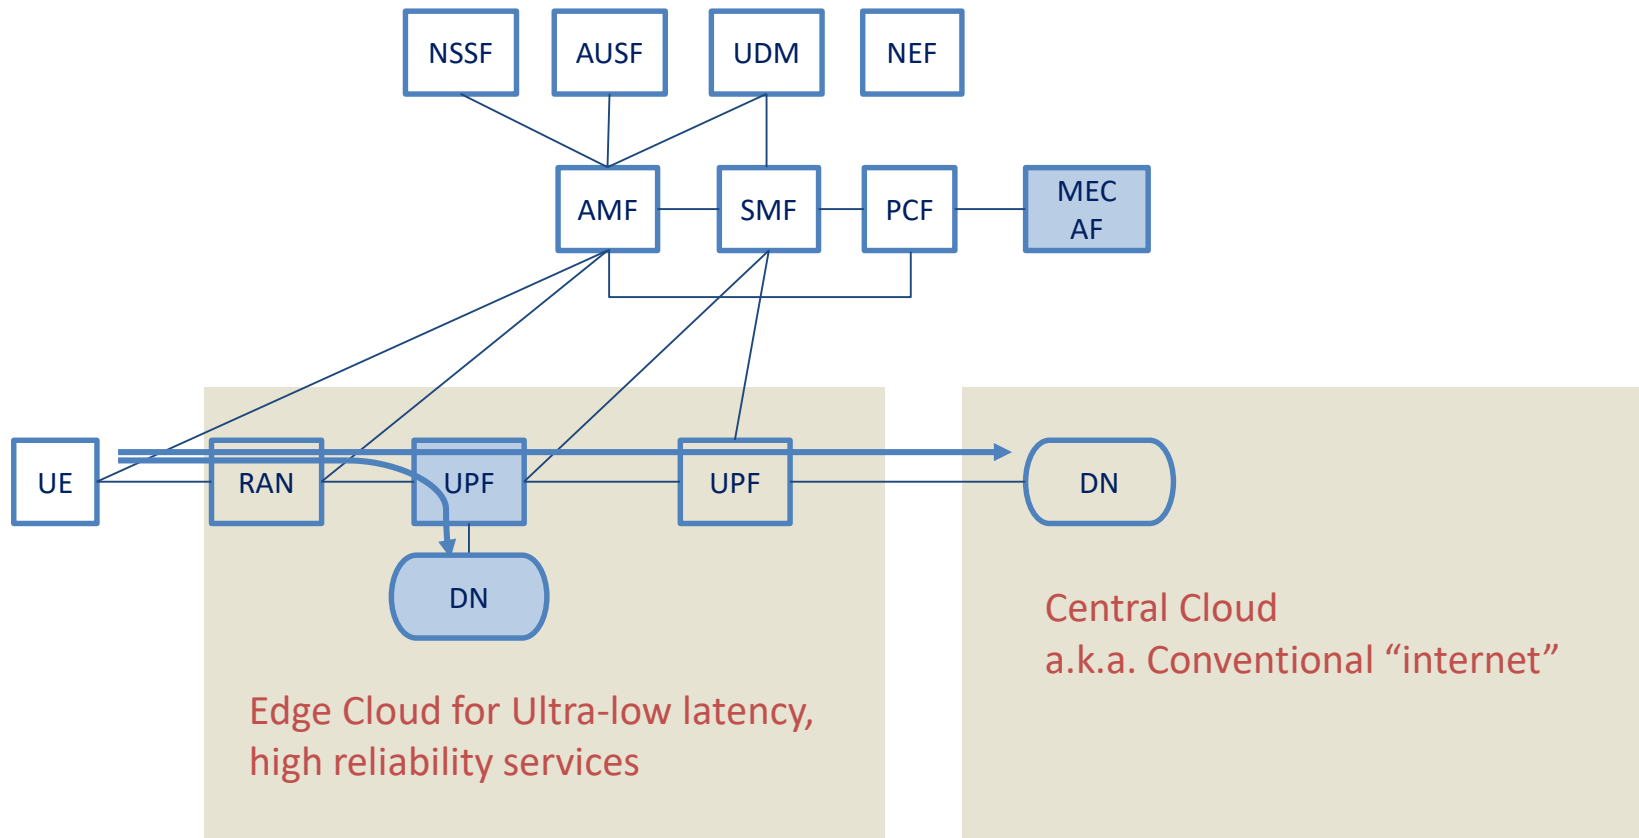 NSSF
AUSF
UDM
NEF
AMF
SMF
PCF
MEC
AF
UE
RAN
UPF
UPF
DN
DN
Central Cloud
a.k.a. Conventional “internet”
Edge Cloud for Ultra-low latency,
high reliability services